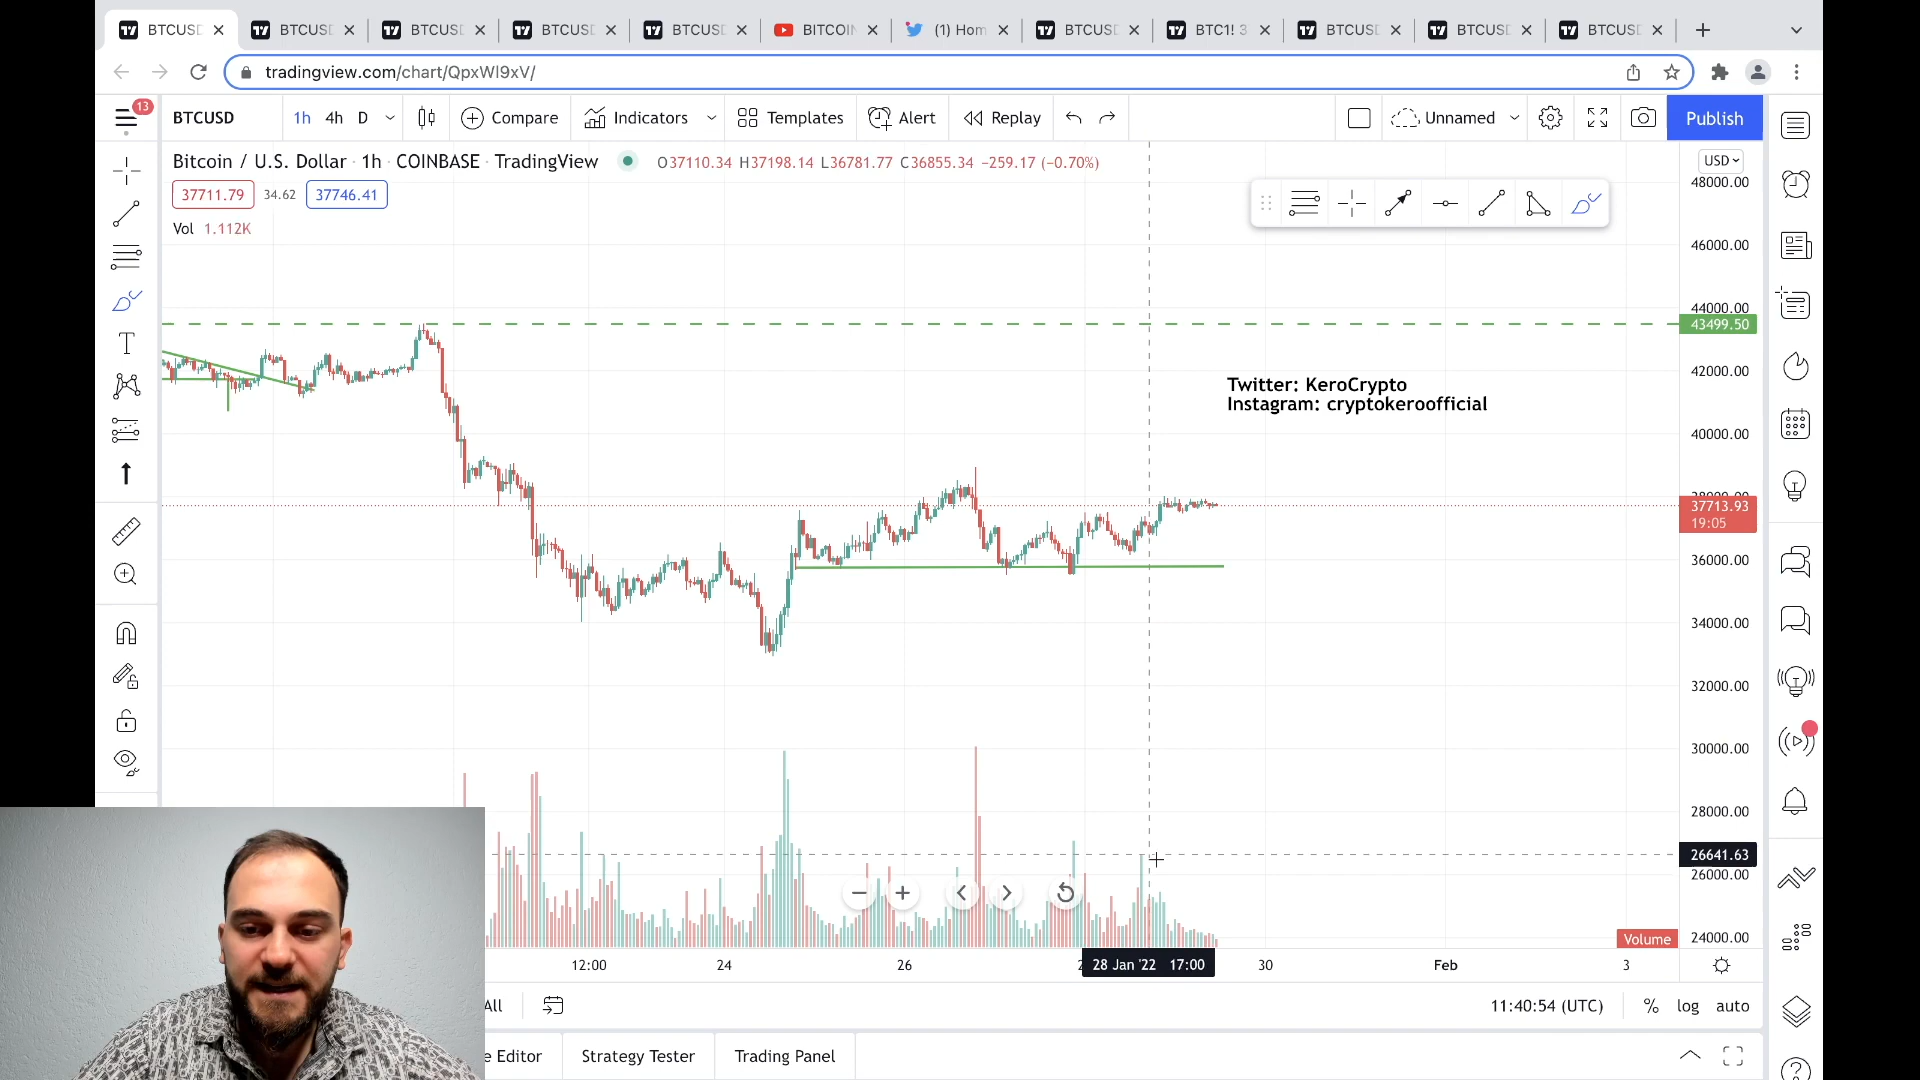 BTCUSD BTCUSD BTCUSD BTCUSD BTCUSD BITCOIN (1) Hom BTCUSD BTC1! 3 BTCUSD BTCUSD BTCUSD
tradingview.com/chart/QpxWl9xV/
13
BTCUSD 1h 4h D Compare Indicators Templates Alert Replay Unnamed Publish
Bitcoin / U.S. Dollar · 1h · COINBASE · TradingView O37110.34 H37198.14 L36781.77 C36855.34 −259.17 (−0.70%)
USD
37711.79 34.62 37746.41
Vol 1.112K
48000.00
46000.00
44000.00
43499.50
42000.00
Twitter: KeroCrypto
Instagram: cryptokeroofficial
40000.00
38000.00
37713.93
19:05
36000.00
34000.00
32000.00
30000.00
28000.00
26641.63
26000.00
Volume
24000.00
12:00 24 26 28 Jan '22 17:00 30 Feb 3
All 11:40:54 (UTC) % log auto
e Editor Strategy Tester Trading Panel